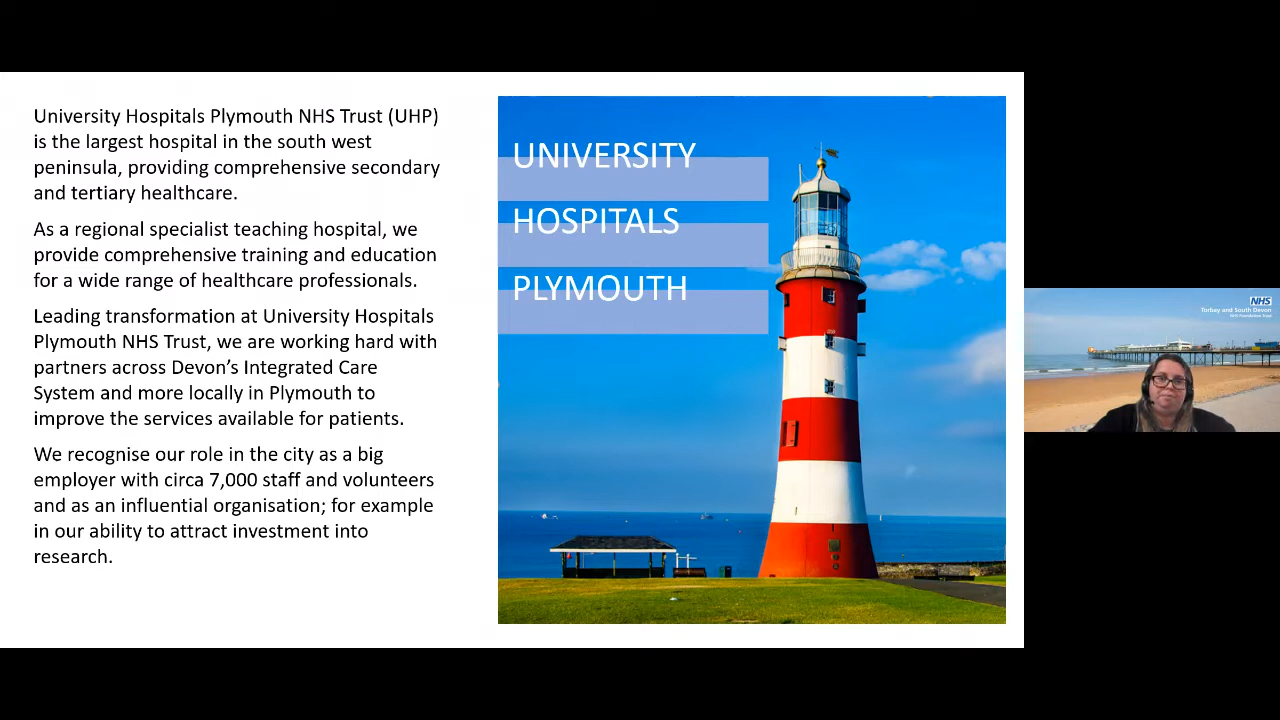 University Hospitals Plymouth NHS Trust (UHP)
is the largest hospital in the south west
peninsula, providing comprehensive secondary
and tertiary healthcare.
As a regional specialist teaching hospital, we
provide comprehensive training and education
for a wide range of healthcare professionals.
Leading transformation at University Hospitals
Plymouth NHS Trust, we are working hard with
partners across Devon’s Integrated Care
System and more locally in Plymouth to
improve the services available for patients.
We recognise our role in the city as a big
employer with circa 7,000 staff and volunteers
and as an influential organisation; for example
in our ability to attract investment into
research.
UNIVERSITY
HOSPITALS
PLYMOUTH
NHS
Torbay and South Devon
NHS Foundation Trust